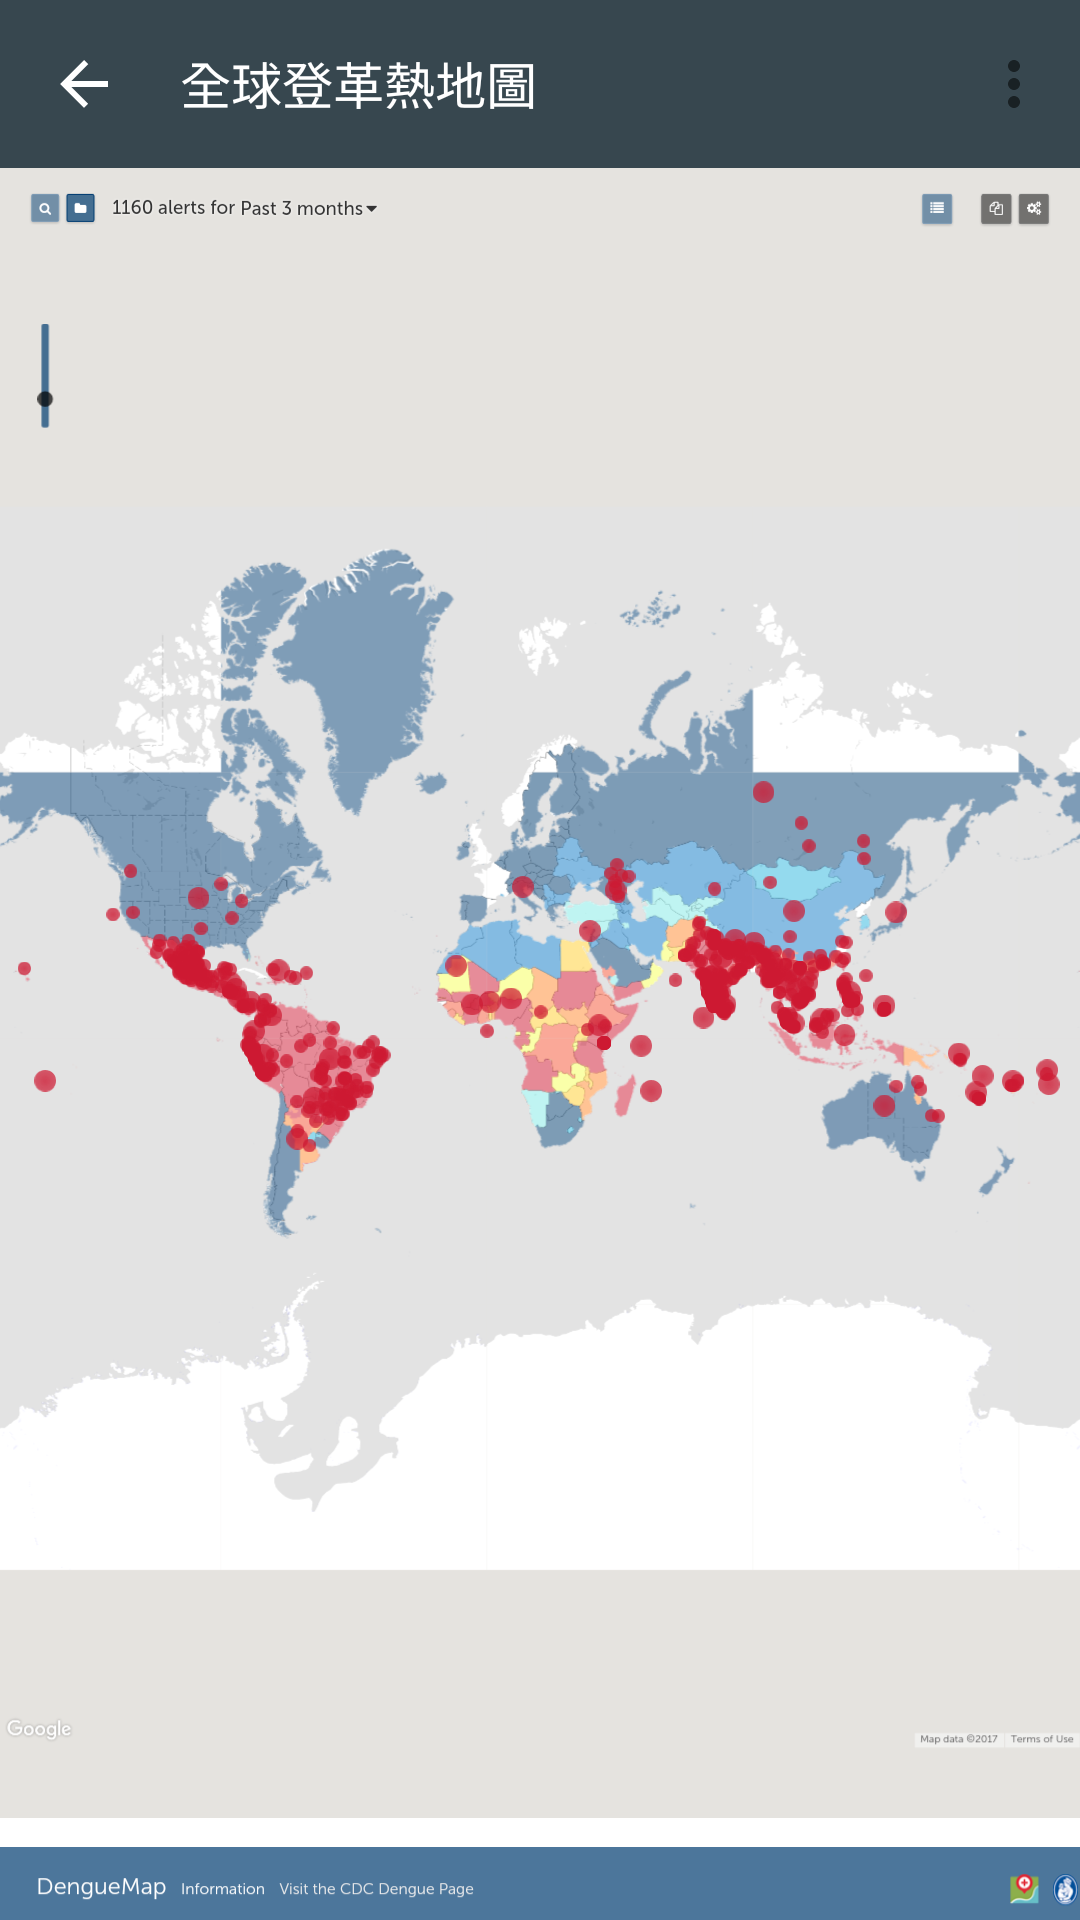 全球登革熱地圖
1160 alerts for Past 3 months
Google
Map data ©2017 Terms of Use
DengueMap Information Visit the CDC Dengue Page